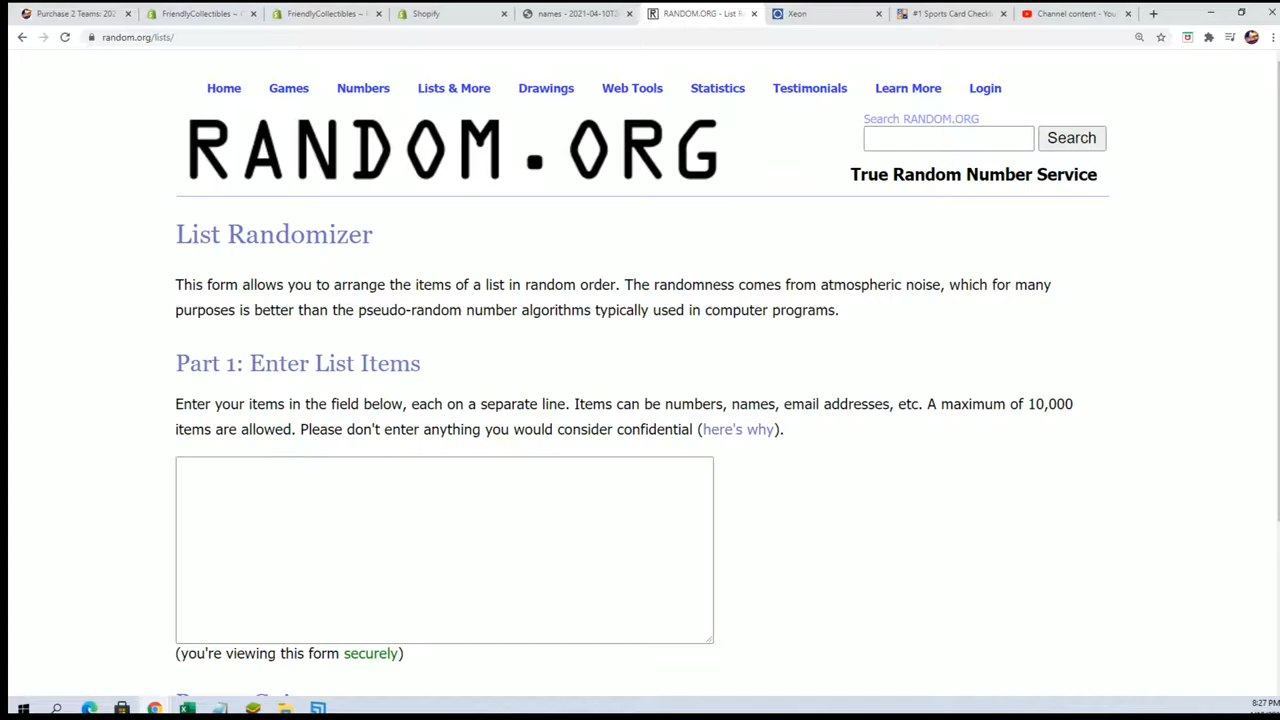 Purchase 2 Teams: 202
FriendlyCollectibles ~
FriendlyCollectibles ~
Shopify
names - 2021-04-10T2
RANDOM.ORG - List R
Xeon
#1 Sports Card Checkl
Channel content - You
random.org/lists/
Home Games Numbers Lists & More Drawings Web Tools Statistics Testimonials Learn More Login
Search RANDOM.ORG
RANDOM.ORG
Search
True Random Number Service
List Randomizer
This form allows you to arrange the items of a list in random order. The randomness comes from atmospheric noise, which for many
purposes is better than the pseudo-random number algorithms typically used in computer programs.
Part 1: Enter List Items
Enter your items in the field below, each on a separate line. Items can be numbers, names, email addresses, etc. A maximum of 10,000
items are allowed. Please don't enter anything you would consider confidential (here's why).
(you're viewing this form securely)
8:27 PM